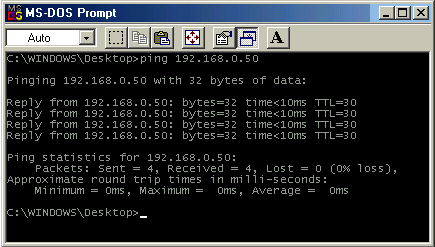 MS-DOS Prompt
Auto
A
C:\WINDOWS\Desktop>ping 192.168.0.50
Pinging 192.168.0.50 with 32 bytes of data:
Reply from 192.168.0.50: bytes=32 time<10ms TTL=30
Reply from 192.168.0.50: bytes=32 time<10ms TTL=30
Reply from 192.168.0.50: bytes=32 time<10ms TTL=30
Reply from 192.168.0.50: bytes=32 time<10ms TTL=30
Ping statistics for 192.168.0.50:
    Packets: Sent = 4, Received = 4, Lost = 0 (0% loss),
Approximate round trip times in milli-seconds:
    Minimum = 0ms, Maximum =  0ms, Average =  0ms
C:\WINDOWS\Desktop>_